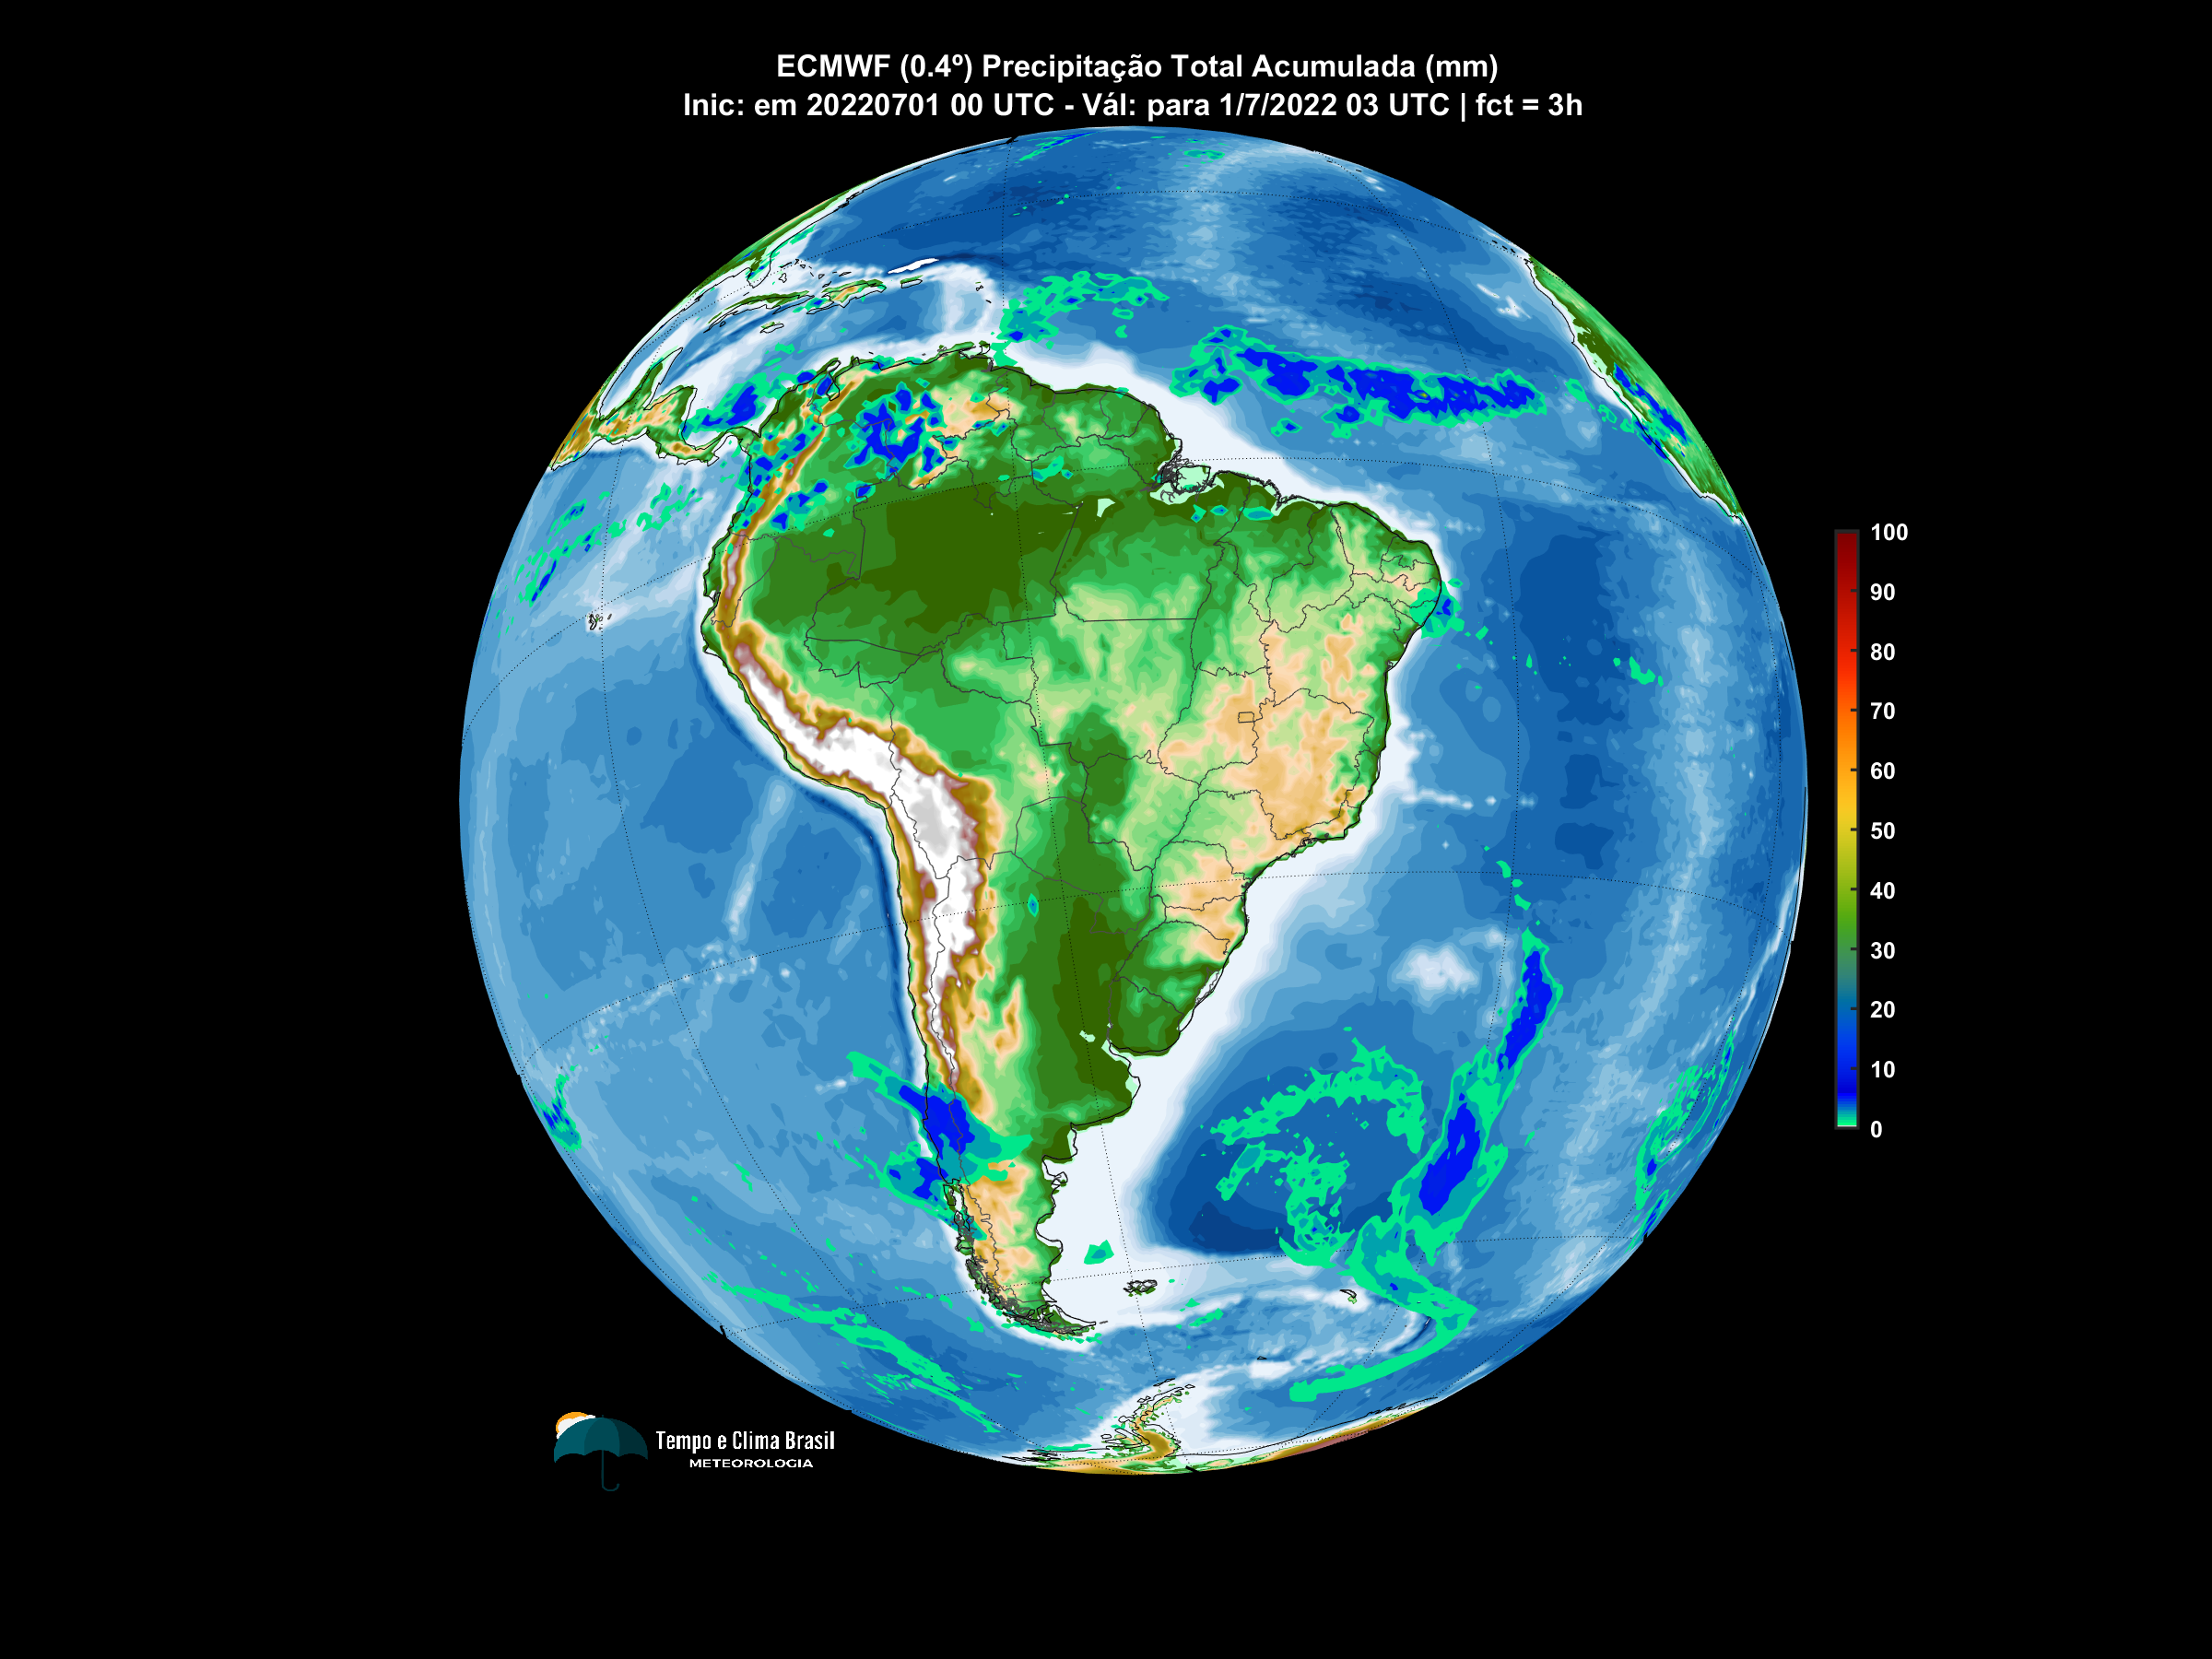 ECMWF (0.4º) Precipitação Total Acumulada (mm)
Inic: em 20220701 00 UTC - Vál: para 1/7/2022 03 UTC | fct = 3h
100
90
80
70
60
50
40
30
20
10
0
Tempo e Clima Brasil
METEOROLOGIA